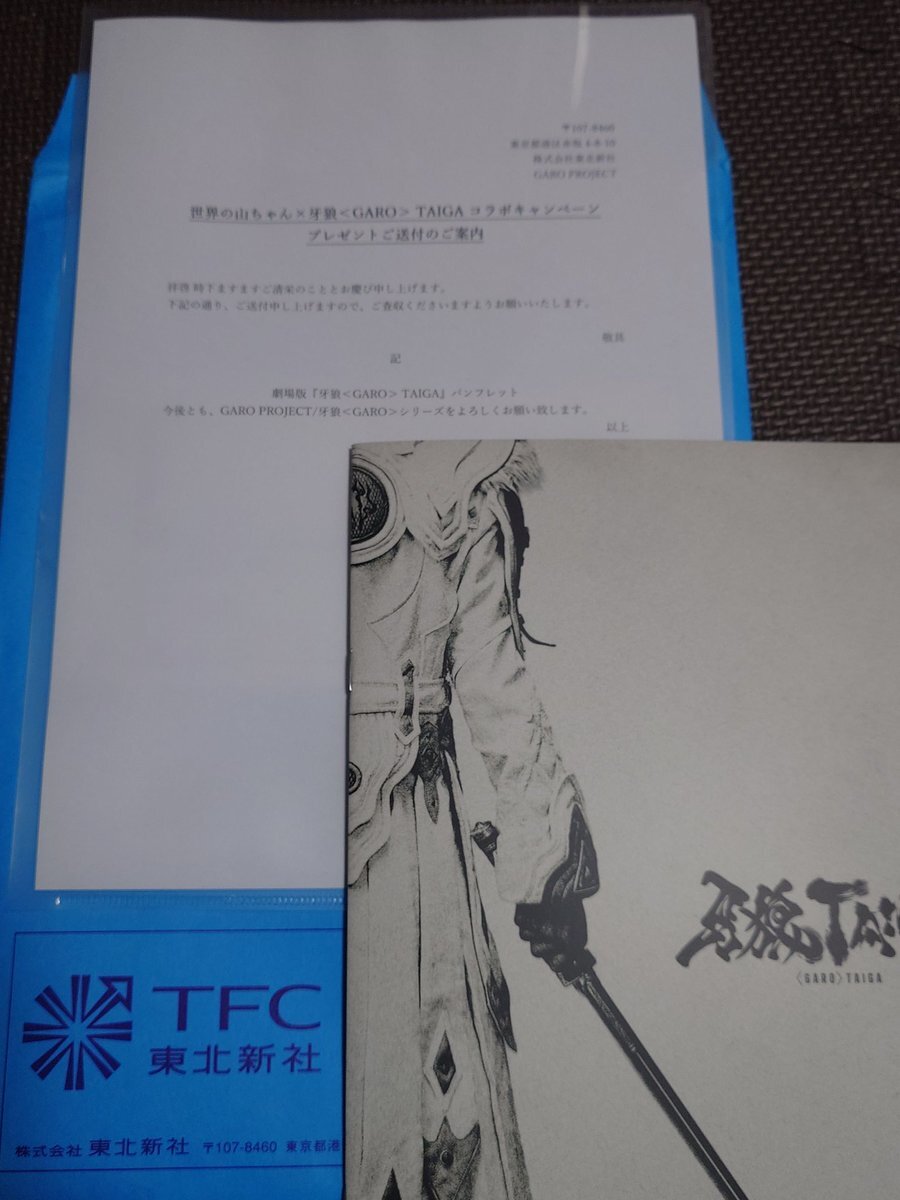 〒107-8460
東京都港区赤坂 4-8-10
株式会社東北新社
GARO PROJECT
世界の山ちゃん×牙狼＜GARO＞ TAIGA コラボキャンペーン
プレゼントご送付のご案内
拝啓 時下ますますご清栄のこととお慶び申し上げます。
下記の通り、ご送付申し上げますので、ご査収くださいますようお願いいたします。
敬具
記
劇場版『牙狼＜GARO＞ TAIGA』パンフレット
今後とも、GARO PROJECT/牙狼＜GARO＞シリーズをよろしくお願い致します。
以上
牙狼TAI
〈GARO〉TAIGA
TFC
東北新社
株式会社 東北新社 〒107-8460 東京都港